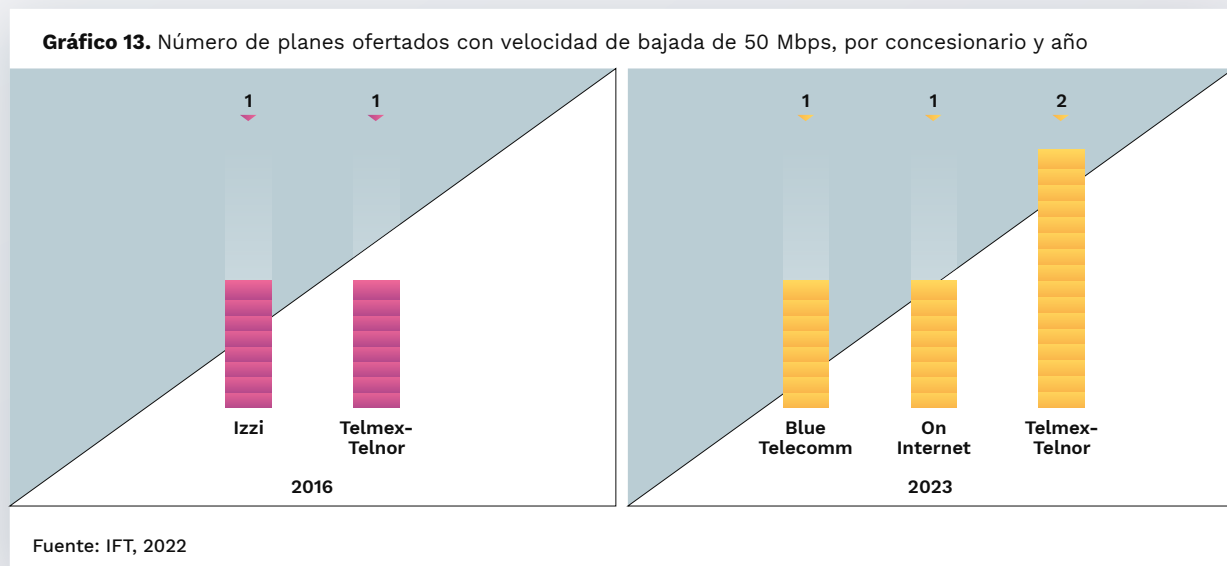 Gráfico 13. Número de planes ofertados con velocidad de bajada de 50 Mbps, por concesionario y año
1 1
Izzi Telmex-
Telnor
2016
1 1 2
Blue On Telmex-
Telecomm Internet Telnor
2023
Fuente: IFT, 2022